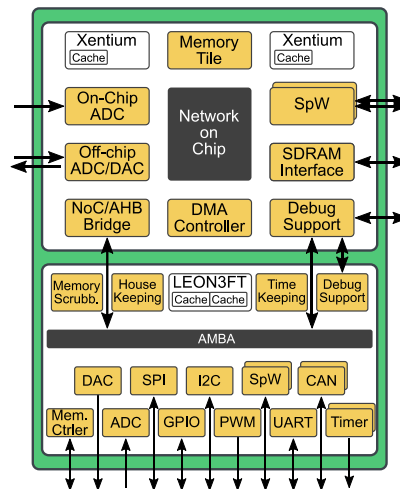 Xentium
Cache
Memory
Tile
Xentium
Cache
On-Chip
ADC
Network
on
Chip
SpW
Off-chip
ADC/DAC
SDRAM
Interface
NoC/AHB
Bridge
DMA
Controller
Debug
Support
Memory
Scrubb.
House
Keeping
LEON3FT
Cache Cache
Time
Keeping
Debug
Support
AMBA
DAC
SPI
I2C
SpW
CAN
Mem.
Ctrler
ADC
GPIO
PWM
UART
Timer